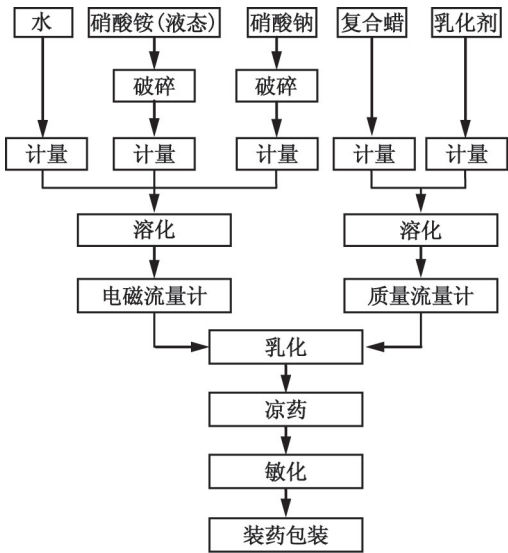 水
硝酸铵(液态)
硝酸钠
复合蜡
乳化剂
破碎
破碎
计量
计量
计量
计量
计量
溶化
溶化
电磁流量计
质量流量计
乳化
凉药
敏化
装药包装